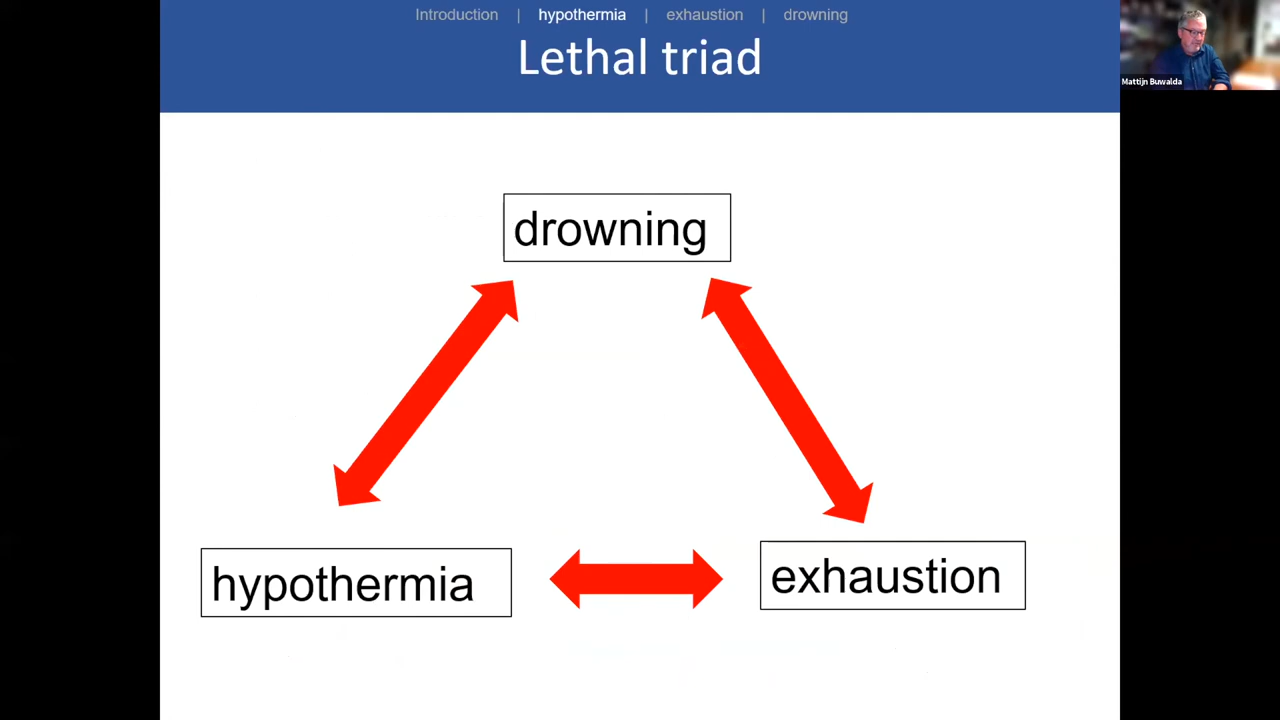 Introduction | hypothermia | exhaustion | drowning
Lethal triad
Mattijn Buwalda
drowning
hypothermia
exhaustion